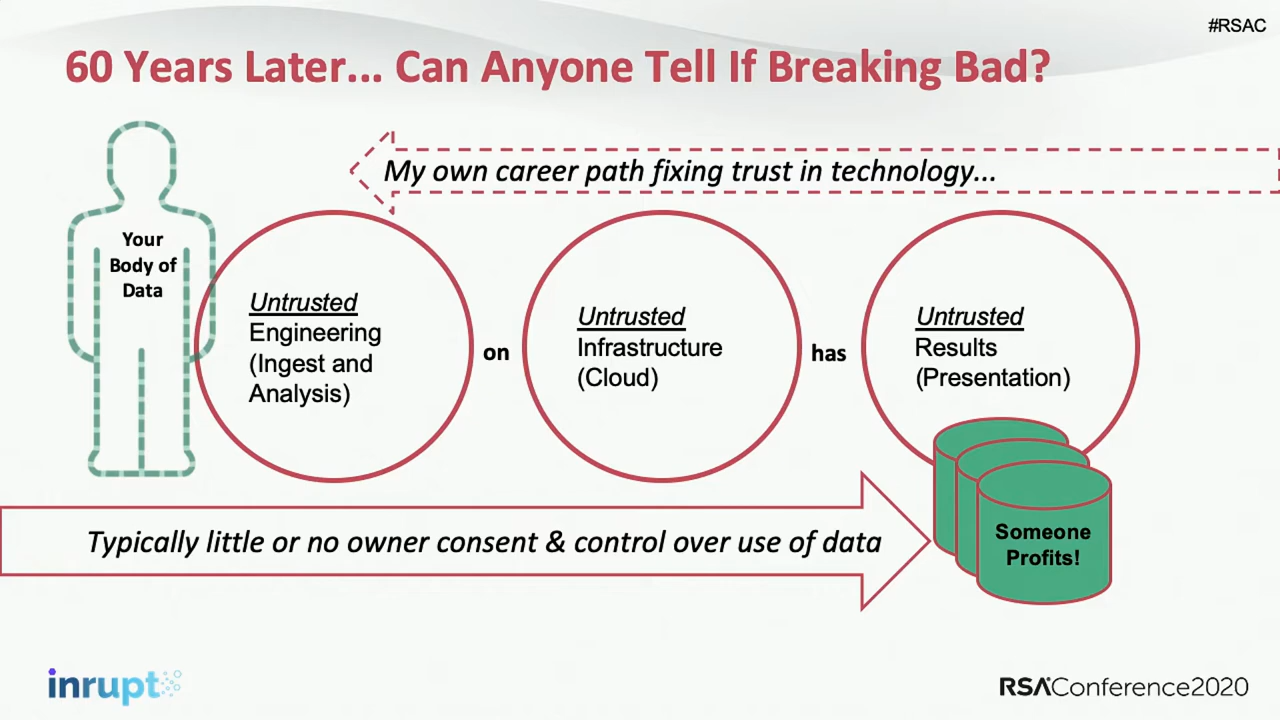 #RSAC
60 Years Later... Can Anyone Tell If Breaking Bad?
My own career path fixing trust in technology...
Your
Body of
Data
Untrusted
Engineering
(Ingest and
Analysis)
on
Untrusted
Infrastructure
(Cloud)
has
Untrusted
Results
(Presentation)
Typically little or no owner consent & control over use of data
Someone
Profits!
inrupt
RSAConference2020